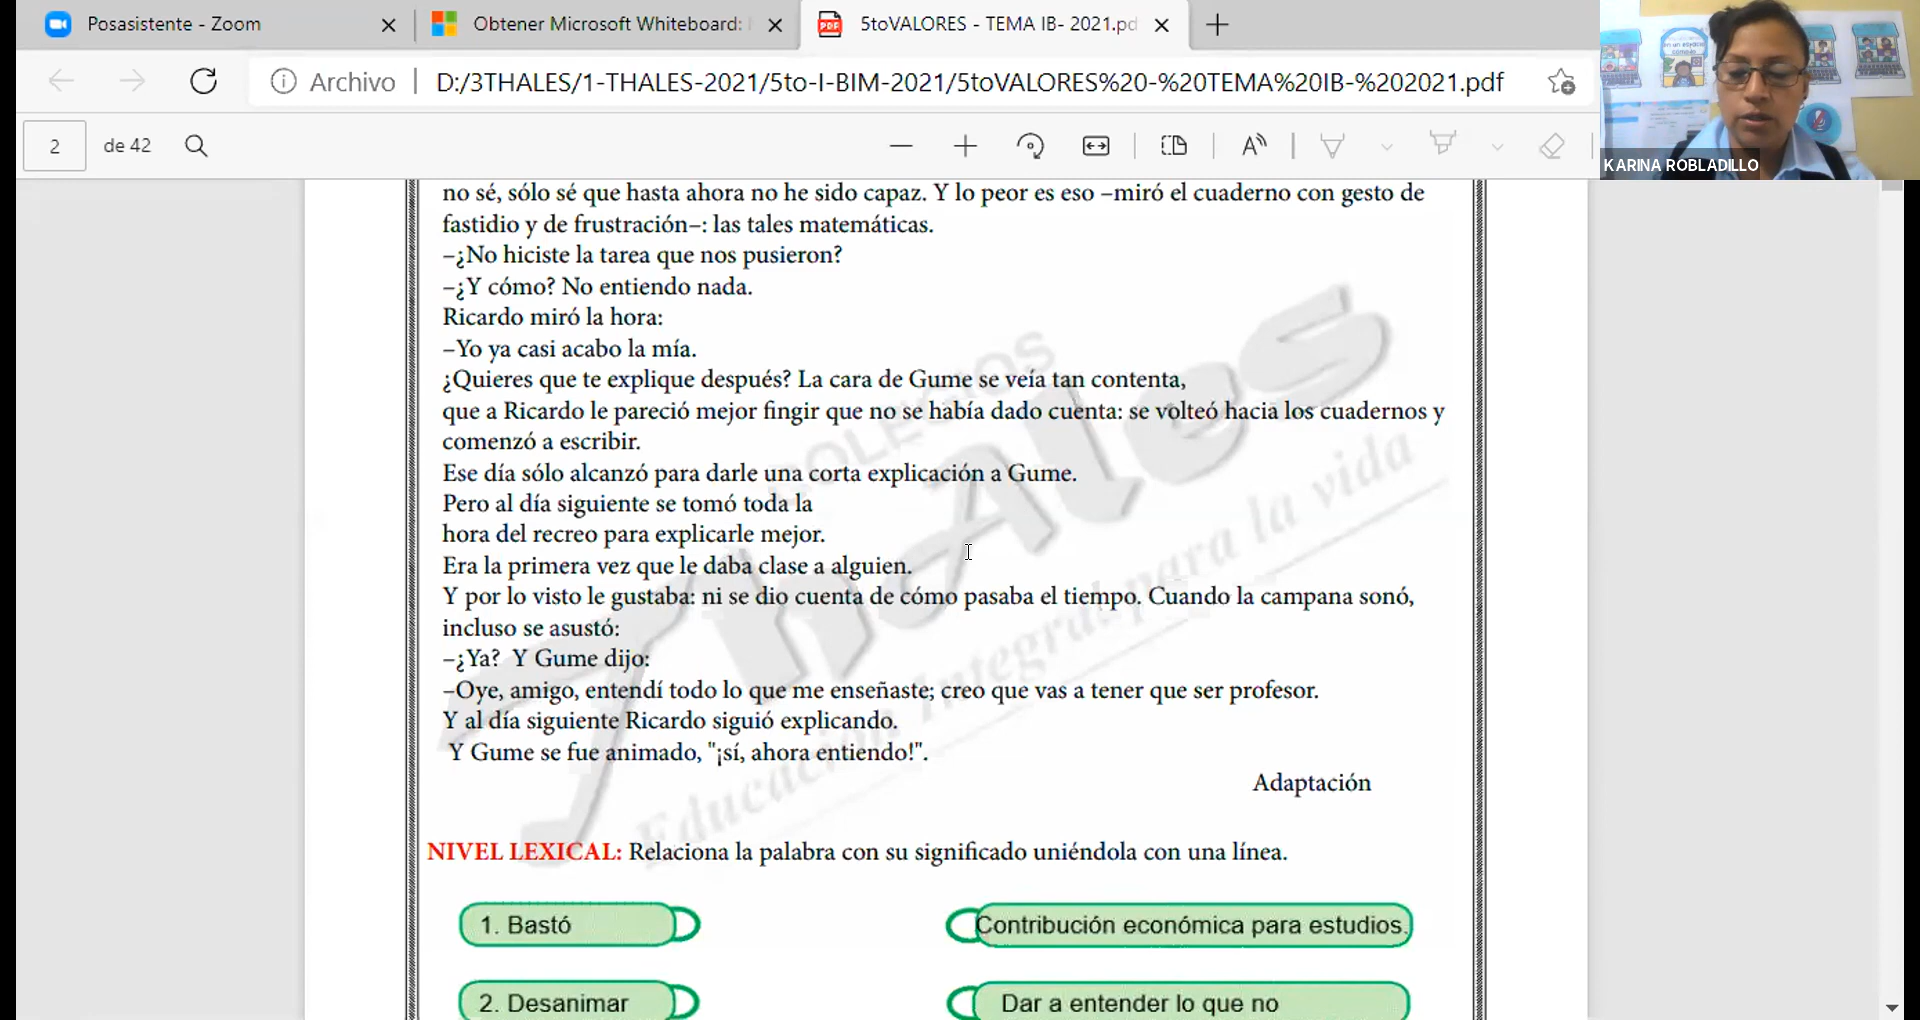 Posasistente - Zoom
Obtener Microsoft Whiteboard:
5toVALORES - TEMA IB- 2021.pd
Archivo
D:/3THALES/1-THALES-2021/5to-I-BIM-2021/5toVALORES%20-%20TEMA%20IB-%202021.pdf
2 de 42
KARINA ROBLADILLO
no sé, sólo sé que hasta ahora no he sido capaz. Y lo peor es eso –miró el cuaderno con gesto de
fastidio y de frustración–: las tales matemáticas.
–¿No hiciste la tarea que nos pusieron?
–¿Y cómo? No entiendo nada.
Ricardo miró la hora:
–Yo ya casi acabo la mía.
¿Quieres que te explique después? La cara de Gume se veía tan contenta,
que a Ricardo le pareció mejor fingir que no se había dado cuenta: se volteó hacia los cuadernos y
comenzó a escribir.
Ese día sólo alcanzó para darle una corta explicación a Gume.
Pero al día siguiente se tomó toda la
hora del recreo para explicarle mejor.
Era la primera vez que le daba clase a alguien.
Y por lo visto le gustaba: ni se dio cuenta de cómo pasaba el tiempo. Cuando la campana sonó,
incluso se asustó:
–¿Ya? Y Gume dijo:
–Oye, amigo, entendí todo lo que me enseñaste; creo que vas a tener que ser profesor.
Y al día siguiente Ricardo siguió explicando.
Y Gume se fue animado, "¡sí, ahora entiendo!".
Adaptación
COLEGIOS
Thales
Educación Integral para la vida
NIVEL LEXICAL: Relaciona la palabra con su significado uniéndola con una línea.
1. Bastó
Contribución económica para estudios.
2. Desanimar
Dar a entender lo que no